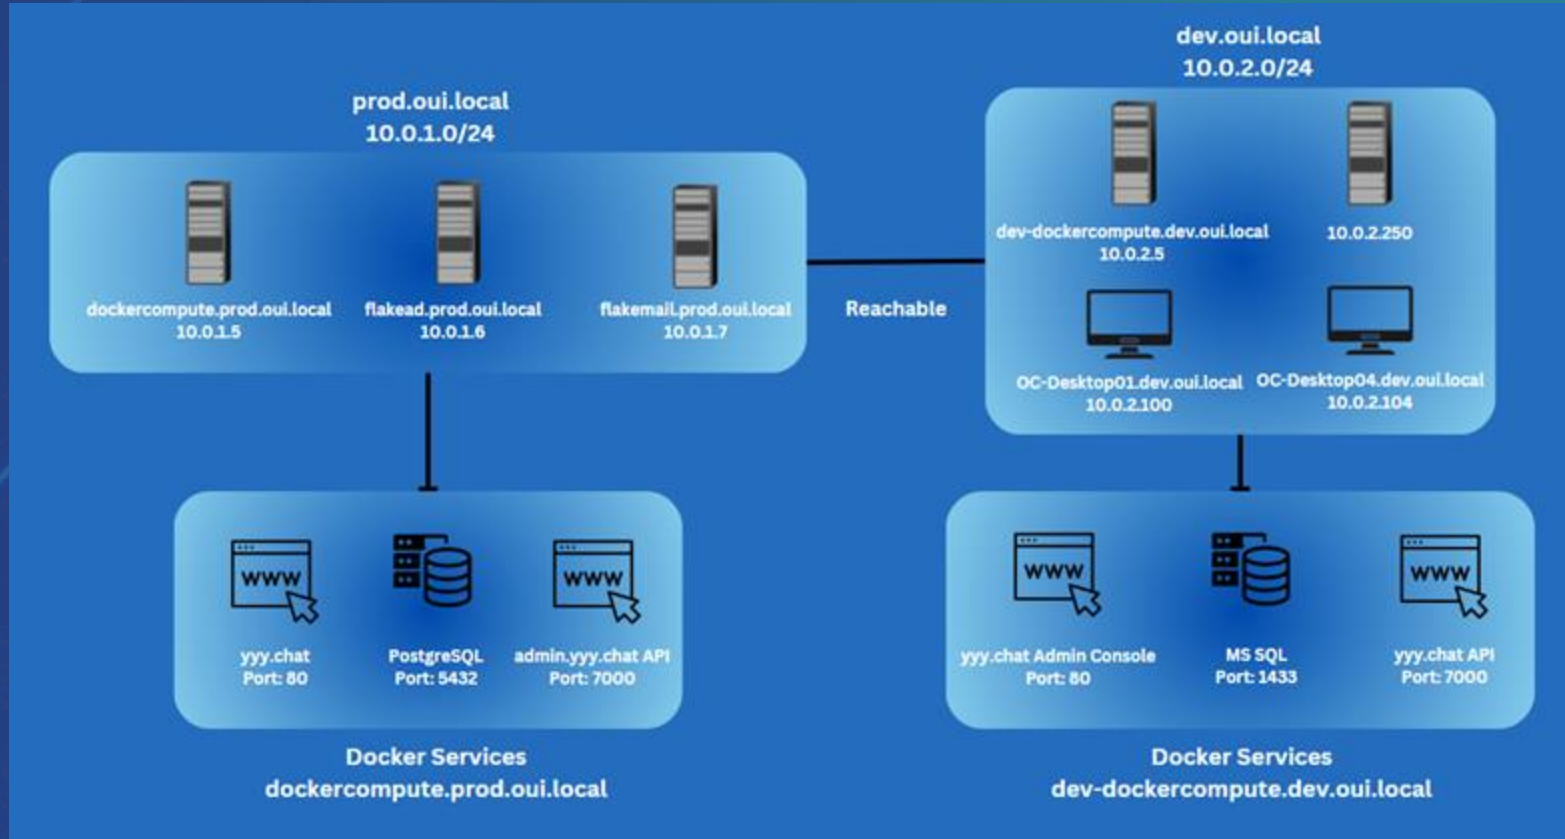 prod.oui.local
10.0.1.0/24
dockercompute.prod.oui.local
10.0.1.5
flakead.prod.oui.local
10.0.1.6
flakemail.prod.oui.local
10.0.1.7
Reachable
dev.oui.local
10.0.2.0/24
dev-dockercompute.dev.oui.local
10.0.2.5
10.0.2.250
OC-Desktop01.dev.oui.local
10.0.2.100
OC-Desktop04.dev.oui.local
10.0.2.104
www
yyy.chat
Port: 80
PostgreSQL
Port: 5432
www
admin.yyy.chat API
Port: 7000
Docker Services
dockercompute.prod.oui.local
www
yyy.chat Admin Console
Port: 80
MS SQL
Port: 1433
www
yyy.chat API
Port: 7000
Docker Services
dev-dockercompute.dev.oui.local